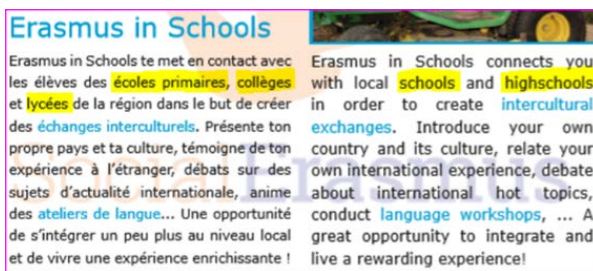 Erasmus in Schools
Erasmus in Schools te met en contact avec
les élèves des écoles primaires, collèges
et lycées de la région dans le but de créer
des échanges interculturels. Présente ton
propre pays et ta culture, témoigne de ton
expérience à l'étranger, débats sur des
sujets d'actualité internationale, anime
des ateliers de langue... Une opportunité
de s'intégrer un peu plus au niveau local
et de vivre une expérience enrichissante !
Erasmus in Schools connects you
with local schools and highschools
in order to create intercultural
exchanges. Introduce your own
country and its culture, relate your
own international experience, debate
about international hot topics,
conduct language workshops, ... A
great opportunity to integrate and
live a rewarding experience!
SocialErasmus